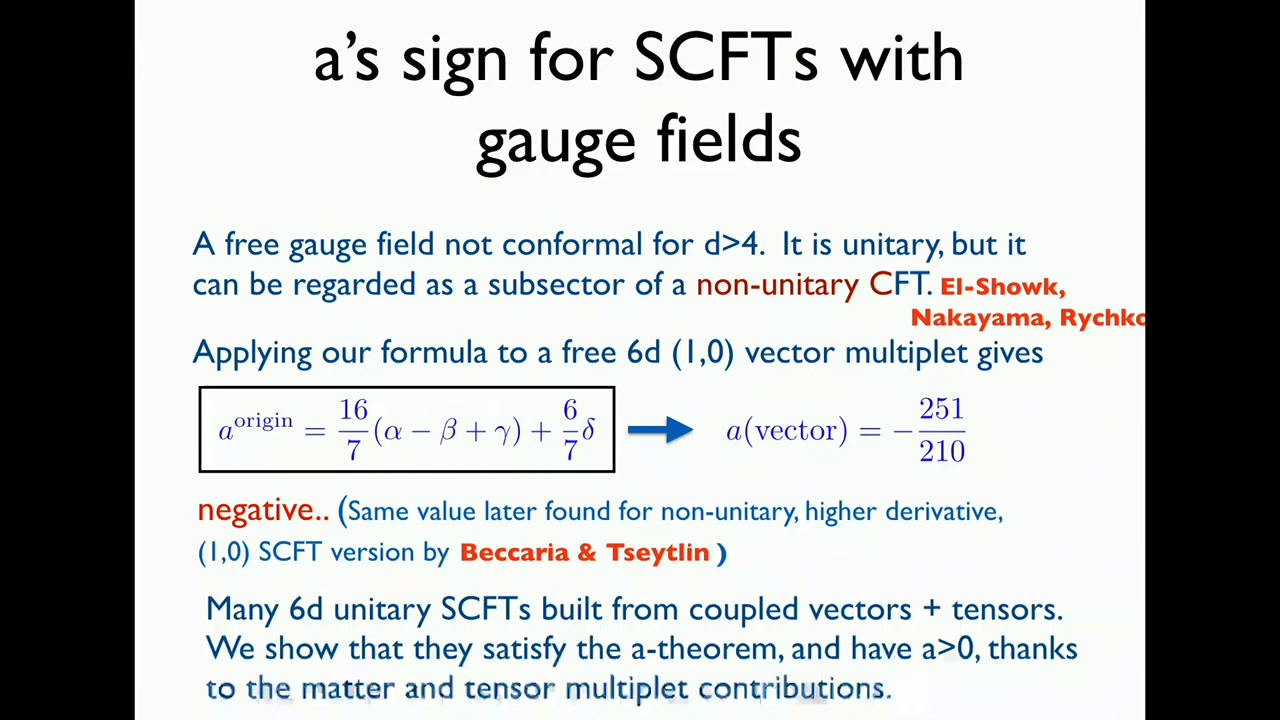 a's sign for SCFTs with
gauge fields
A free gauge field not conformal for d>4. It is unitary, but it
can be regarded as a subsector of a non-unitary CFT. El-Showk,
Nakayama, Rychko
Applying our formula to a free 6d (1,0) vector multiplet gives
a^origin = 16/7(α − β + γ) + 6/7δ → a(vector) = −251/210
negative.. (Same value later found for non-unitary, higher derivative,
(1,0) SCFT version by Beccaria & Tseytlin )
Many 6d unitary SCFTs built from coupled vectors + tensors.
We show that they satisfy the a-theorem, and have a>0, thanks
to the matter and tensor multiplet contributions.